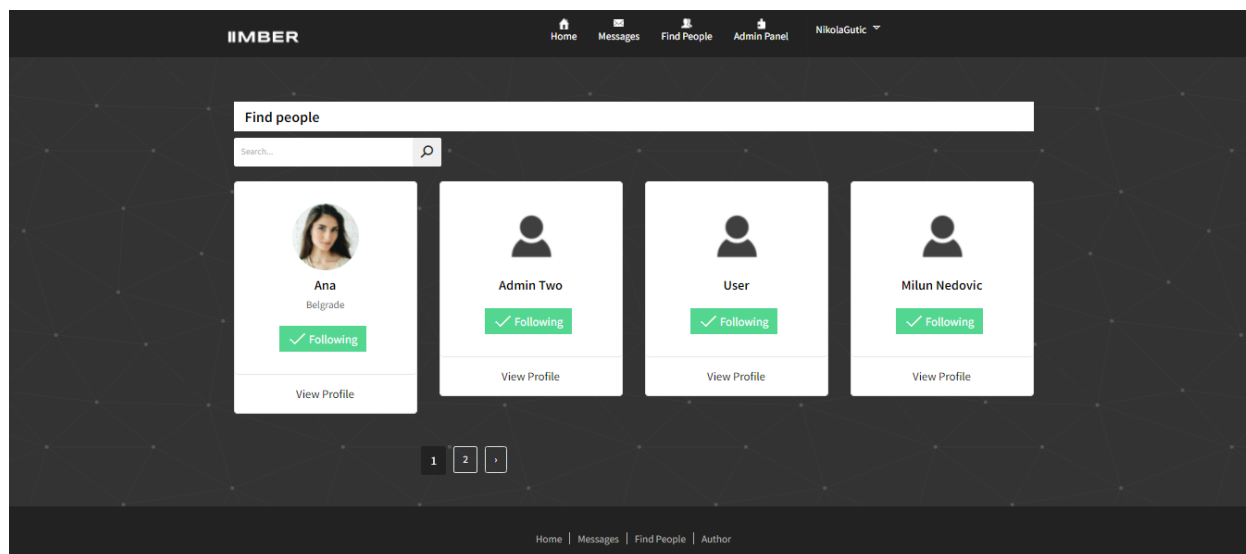 IIMBER
Home Messages Find People Admin Panel NikolaGutic
Find people
Search...
Ana
Belgrade
Following
View Profile
Admin Two
Following
View Profile
User
Following
View Profile
Milun Nedovic
Following
View Profile
1 2 ›
Home | Messages | Find People | Author